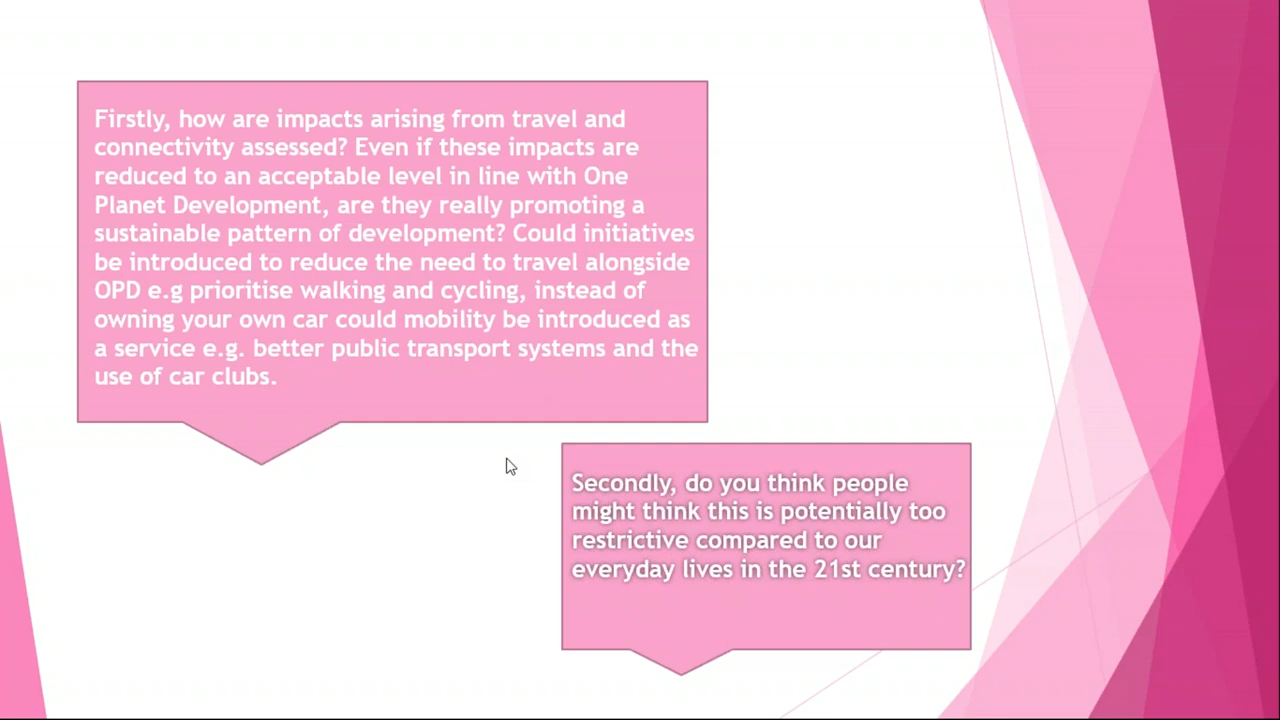 Firstly, how are impacts arising from travel and
connectivity assessed? Even if these impacts are
reduced to an acceptable level in line with One
Planet Development, are they really promoting a
sustainable pattern of development? Could initiatives
be introduced to reduce the need to travel alongside
OPD e.g prioritise walking and cycling, instead of
owning your own car could mobility be introduced as
a service e.g. better public transport systems and the
use of car clubs.
Secondly, do you think people
might think this is potentially too
restrictive compared to our
everyday lives in the 21st century?